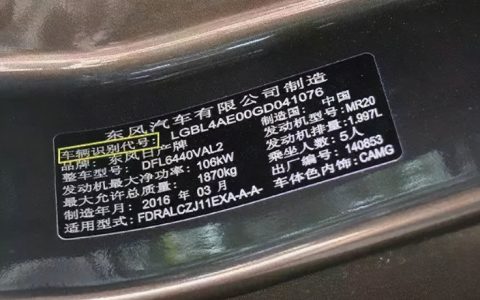 东风汽车有限公司制造
车辆识别代号: LGBL4AE00GD041076
品牌: 东风日产牌 制造国: 中国
整车型号: DFL6440VAL2 发动机型号: MR20
发动机最大净功率: 106kW 发动机排量: 1.997L
最大允许总质量: 1870kg 乘坐人数: 5人
制造年月: 2016 年 03 月 出厂编号: 140853
适用型式: FDRALCZJ11EXA-A-A- 车体色内饰: CAMG